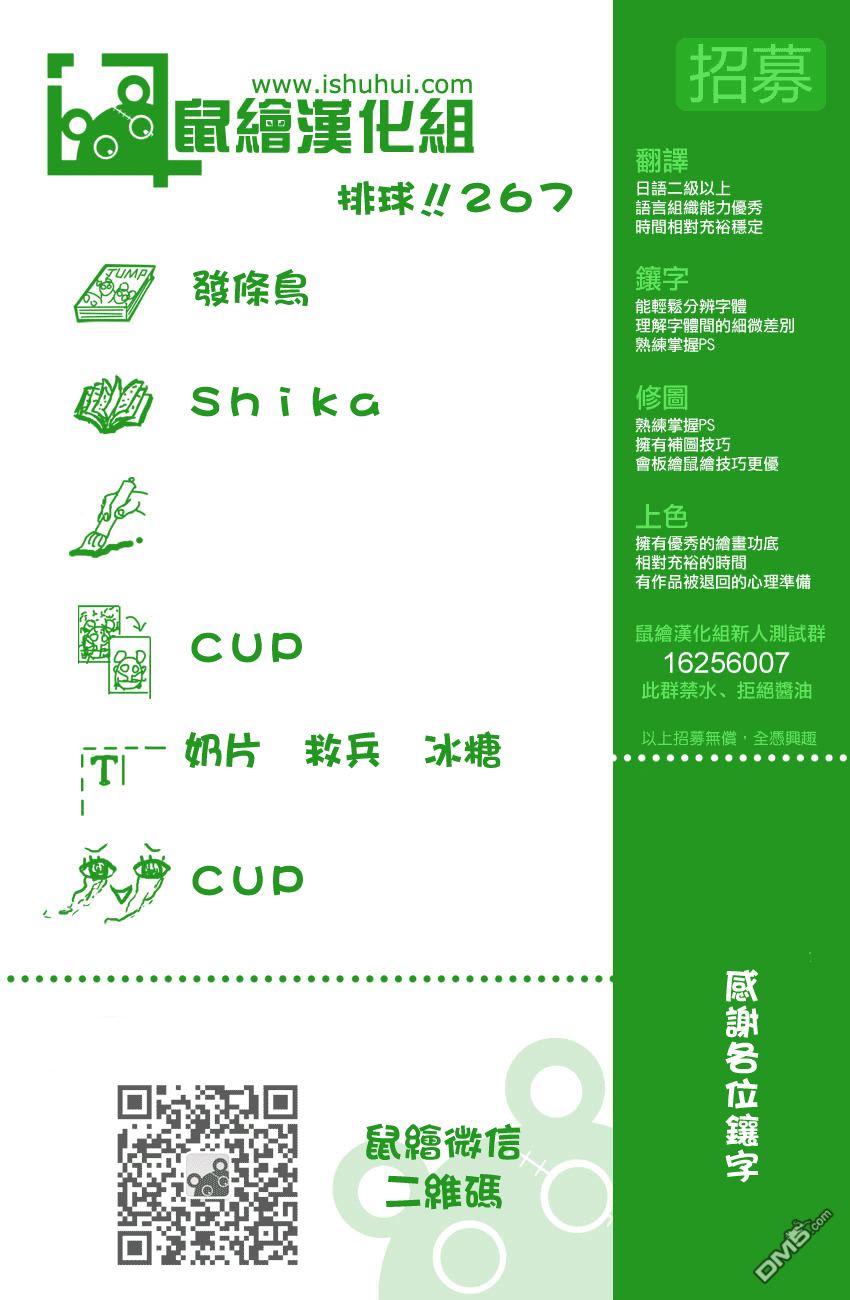 www.ishuhui.com
鼠繪漢化組
排球!!267
JUMP
發條鳥
Shika
cup
T
奶片 救兵 冰糖
cup
鼠繪微信
二維碼
招募
翻譯
日語二級以上
語言組織能力優秀
時間相對充裕穩定
鑲字
能輕鬆分辨字體
理解字體間的細微差別
熟練掌握PS
修圖
熟練掌握PS
擁有補圖技巧
會板繪鼠繪技巧更優
上色
擁有優秀的繪畫功底
相對充裕的時間
有作品被退回的心理準備
鼠繪漢化組新人測試群
16256007
此群禁水、拒絕醬油
以上招募無償，全憑興趣
感謝各位鑲字
DM5.com